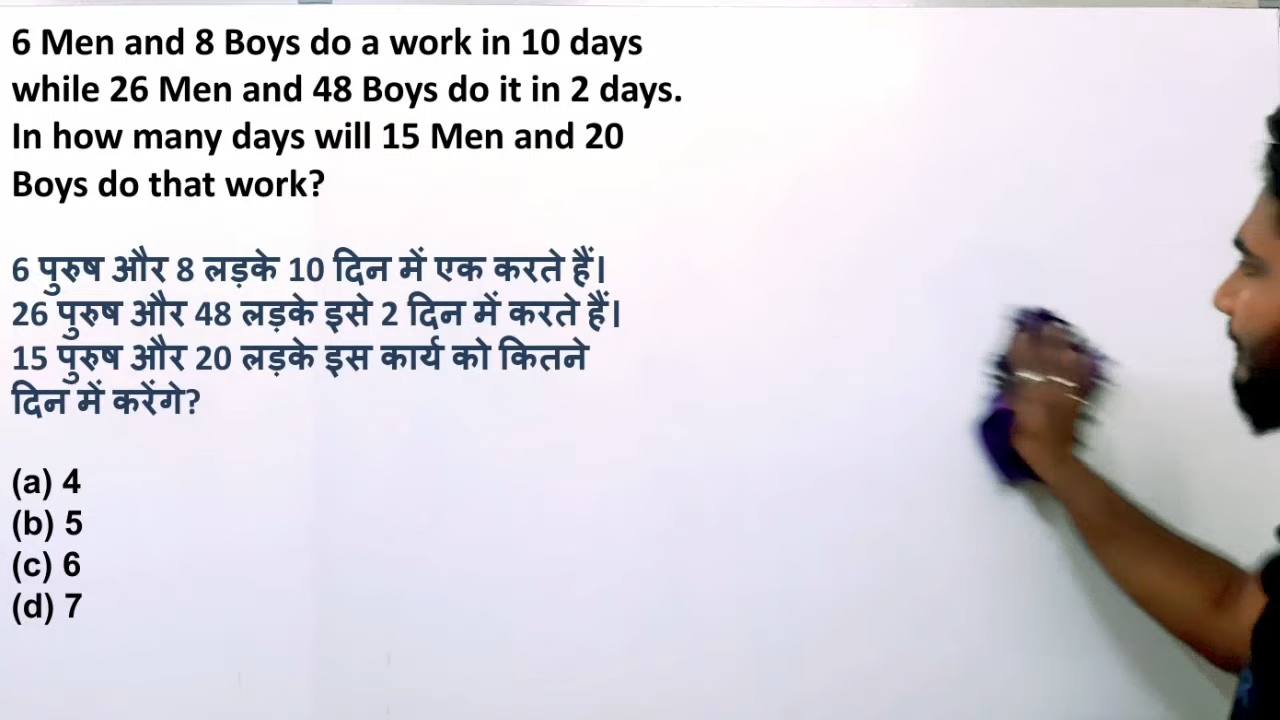 6 Men and 8 Boys do a work in 10 days
while 26 Men and 48 Boys do it in 2 days.
In how many days will 15 Men and 20
Boys do that work?
6 पुरुष और 8 लड़के 10 दिन में एक करते हैं।
26 पुरुष और 48 लड़के इसे 2 दिन में करते हैं।
15 पुरुष और 20 लड़के इस कार्य को कितने
दिन में करेंगे?
(a) 4
(b) 5
(c) 6
(d) 7